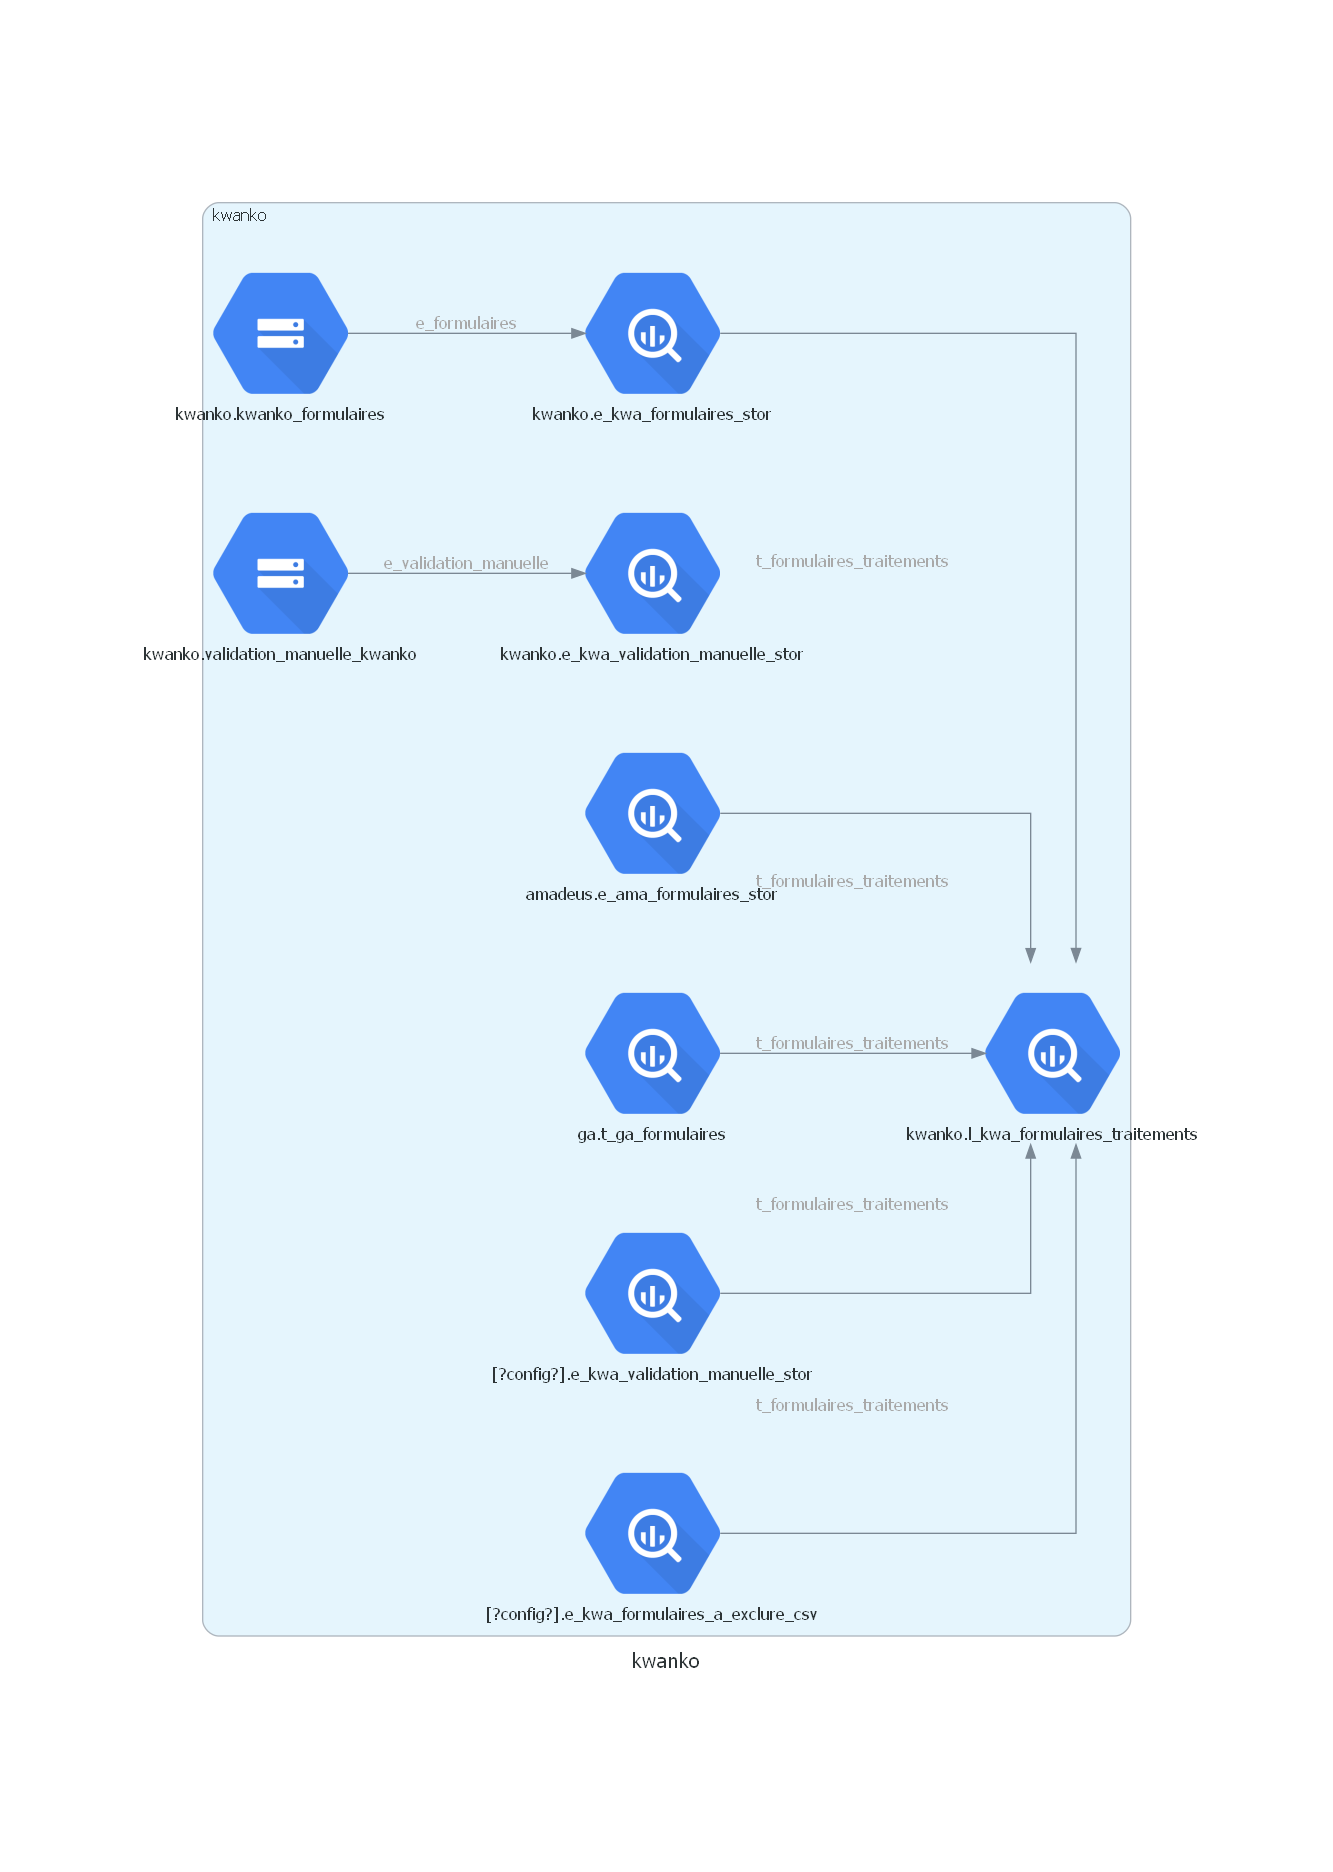 kwanko
e_formulaires
kwanko.kwanko_formulaires
kwanko.e_kwa_formulaires_stor
e_validation_manuelle
t_formulaires_traitements
kwanko.validation_manuelle_kwanko
kwanko.e_kwa_validation_manuelle_stor
t_formulaires_traitements
amadeus.e_ama_formulaires_stor
t_formulaires_traitements
ga.t_ga_formulaires
kwanko.l_kwa_formulaires_traitements
t_formulaires_traitements
[?config?].e_kwa_validation_manuelle_stor
t_formulaires_traitements
[?config?].e_kwa_formulaires_a_exclure_csv
kwanko